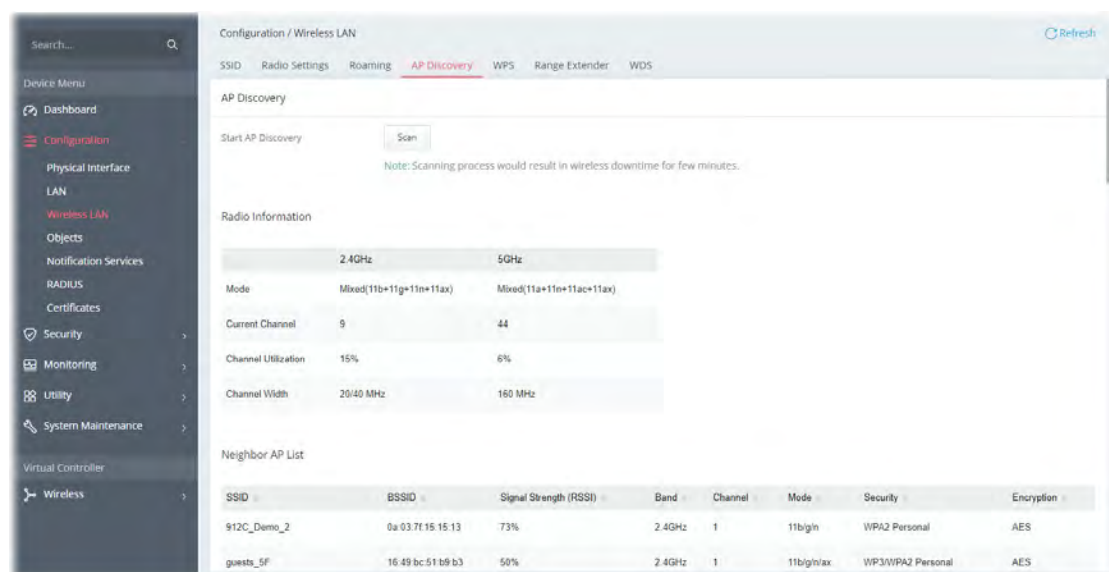 Search...
Device Menu
Dashboard
Configuration
Physical Interface
LAN
Wireless LAN
Objects
Notification Services
RADIUS
Certificates
Security
Monitoring
Utility
System Maintenance
Virtual Controller
Wireless
Configuration / Wireless LAN
Refresh
SSID Radio Settings Roaming AP Discovery WPS Range Extender WDS
AP Discovery
Start AP Discovery Scan
Note: Scanning process would result in wireless downtime for few minutes.
Radio Information
2.4GHz 5GHz
Mode Mixed(11b+11g+11n+11ax) Mixed(11a+11n+11ac+11ax)
Current Channel 9 44
Channel Utilization 15% 6%
Channel Width 20/40 MHz 160 MHz
Neighbor AP List
SSID BSSID Signal Strength (RSSI) Band Channel Mode Security Encryption
912C_Demo_2 0a:03:7f:15:15:13 73% 2.4GHz 1 11b/g/n WPA2 Personal AES
guests_5F 16:49:bc:51:b9:b3 50% 2.4GHz 1 11b/g/n/ax WP3/WPA2 Personal AES